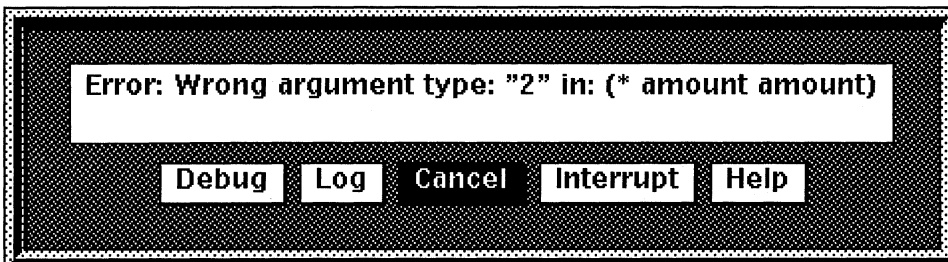 Error: Wrong argument type: ”2” in: (* amount amount)
Debug Log Cancel Interrupt Help